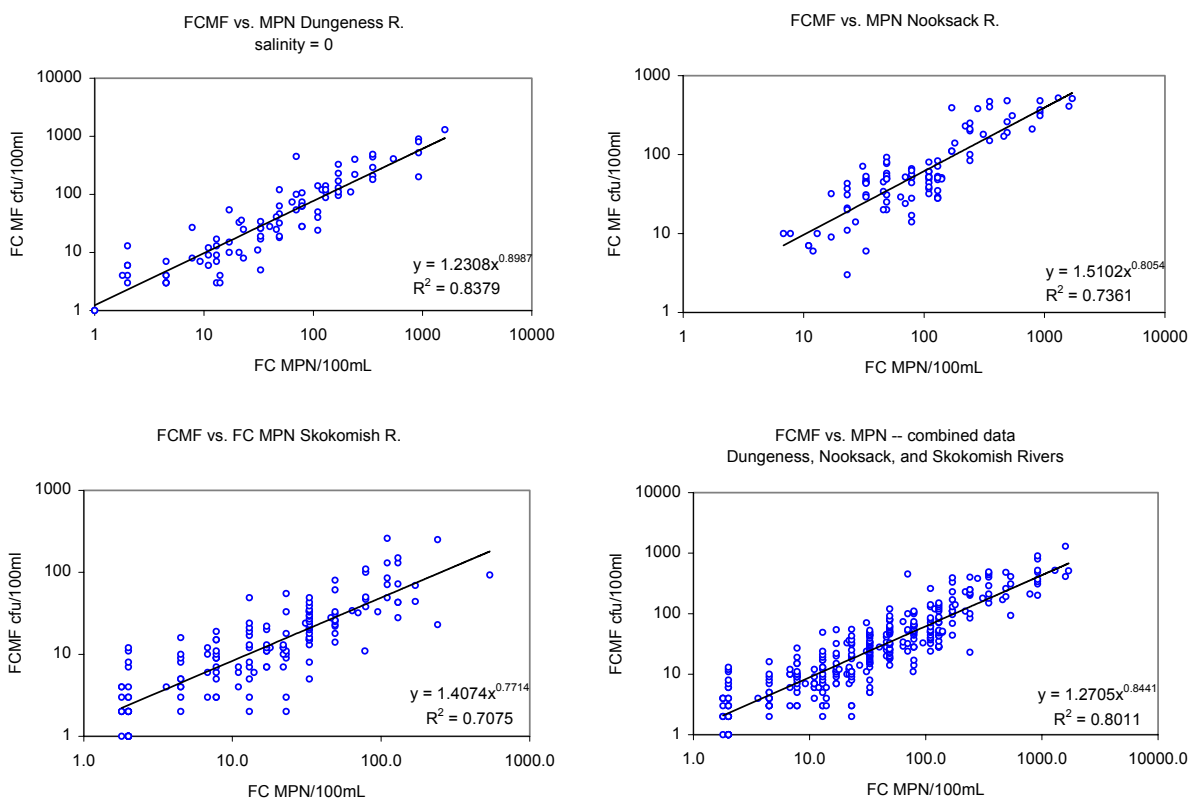 FCMF vs. MPN Dungeness R.
salinity = 0
10000
1000
100
10
1
FC MF cfu/100ml
y = 1.2308x^0.8987
R² = 0.8379
1 10 100 1000 10000
FC MPN/100mL
FCMF vs. MPN Nooksack R.
1000
100
10
1
FC MF cfu/100ml
y = 1.5102x^0.8054
R² = 0.7361
1 10 100 1000 10000
FC MPN/100mL
FCMF vs. FC MPN Skokomish R.
1000
100
10
1
FCMF cfu/100ml
y = 1.4074x^0.7714
R² = 0.7075
1.0 10.0 100.0 1000.0
FC MPN/100mL
FCMF vs. MPN -- combined data
Dungeness, Nooksack, and Skokomish Rivers
10000
1000
100
10
1
FCMF cfu/100ml
y = 1.2705x^0.8441
R² = 0.8011
1.0 10.0 100.0 1000.0 10000.0
FC MPN/100mL